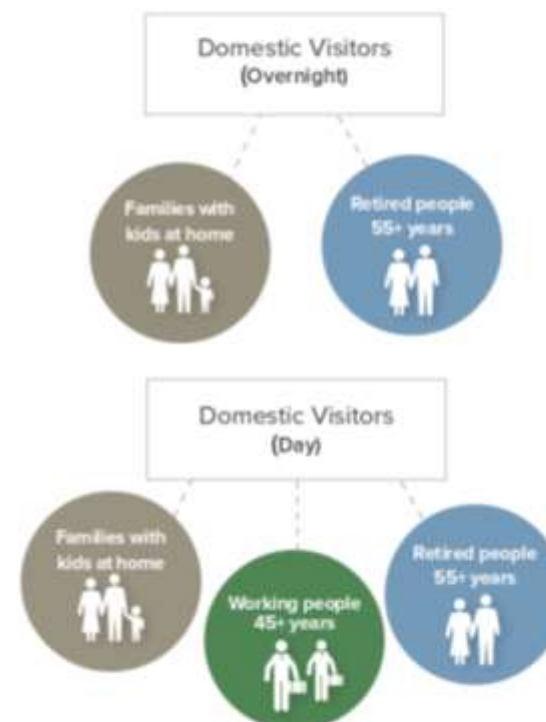 Domestic Visitors
(Overnight)
Families with
kids at home
Retired people
55+ years
Domestic Visitors
(Day)
Families with
kids at home
Working people
45+ years
Retired people
55+ years